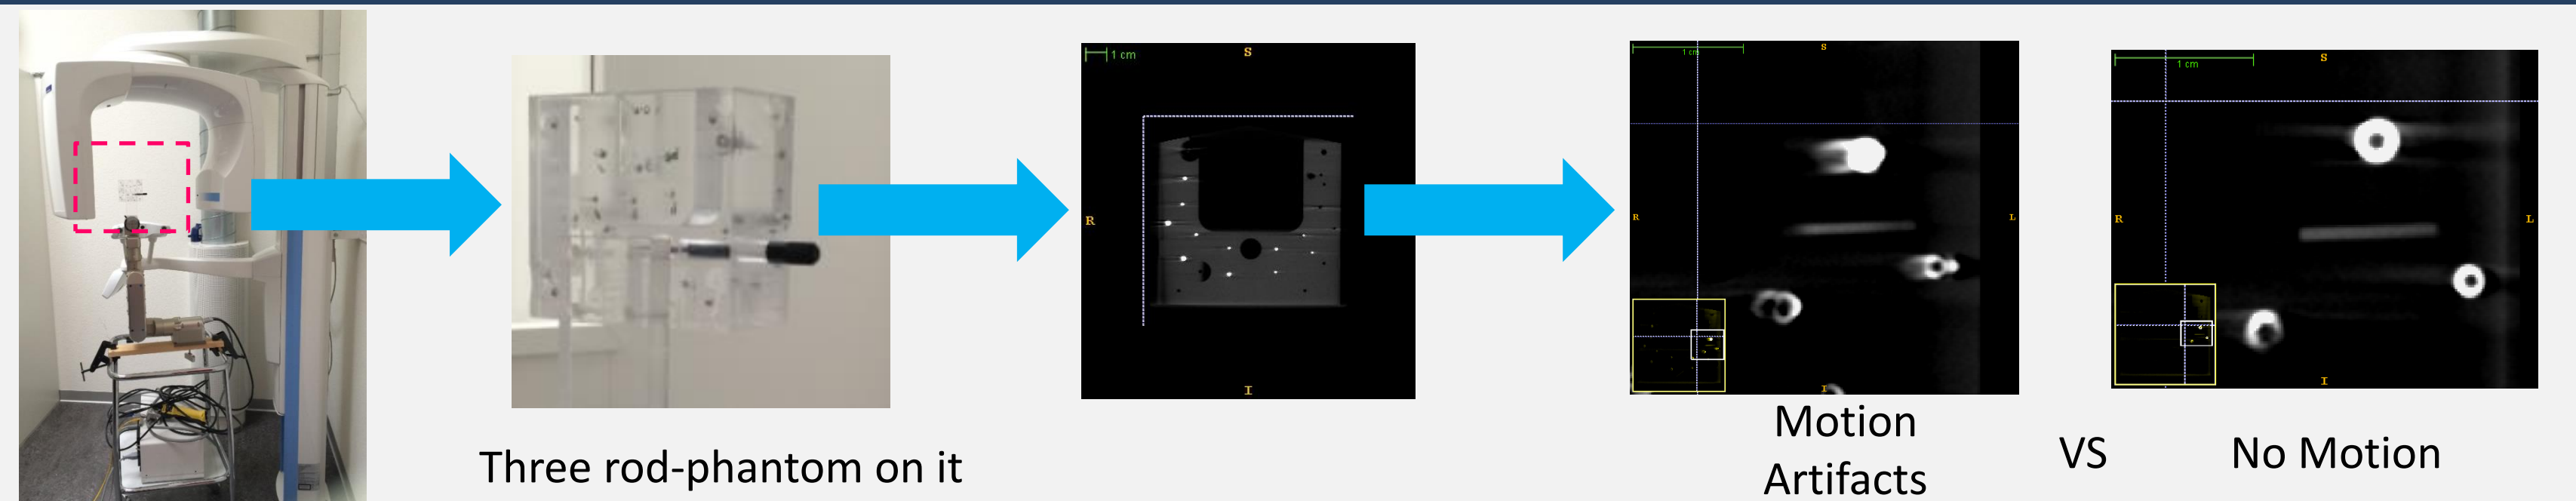 1 cm
S
R
I
1 cm
S
R
L
I
1 cm
S
R
L
I
Three rod-phantom on it
Motion
Artifacts
VS
No Motion